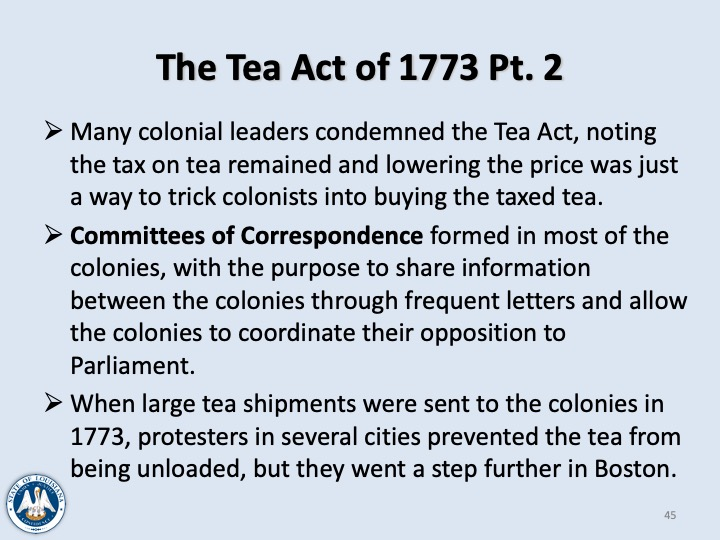 The Tea Act of 1773 Pt. 2
➢ Many colonial leaders condemned the Tea Act, noting
the tax on tea remained and lowering the price was just
a way to trick colonists into buying the taxed tea.
➢ Committees of Correspondence formed in most of the
colonies, with the purpose to share information
between the colonies through frequent letters and allow
the colonies to coordinate their opposition to
Parliament.
➢ When large tea shipments were sent to the colonies in
1773, protesters in several cities prevented the tea from
being unloaded, but they went a step further in Boston.
STATE OF LOUISIANA
CONFIDENCE
45